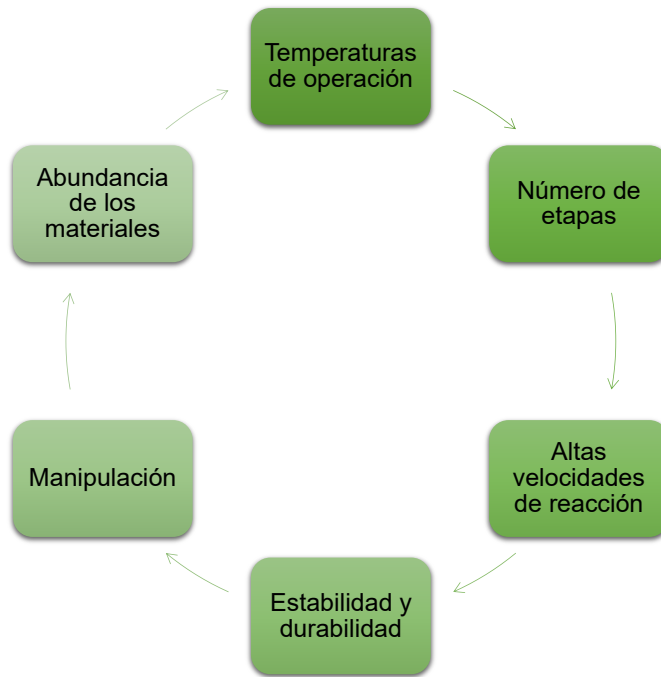 Temperaturas
de operación
Número de
etapas
Altas
velocidades
de reacción
Estabilidad y
durabilidad
Manipulación
Abundancia
de los
materiales